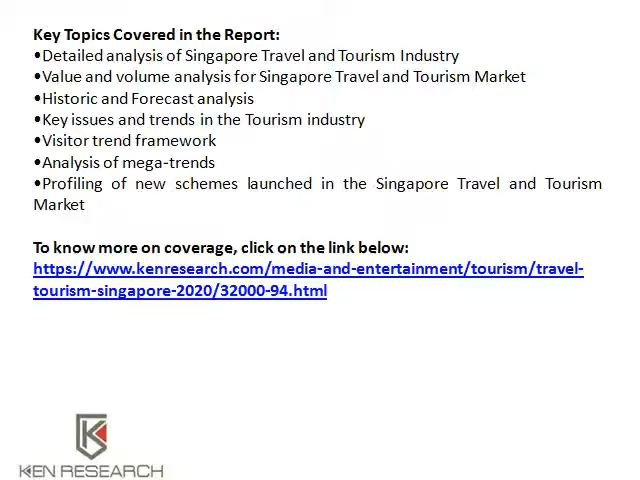 Key Topics Covered in the Report:
•Detailed analysis of Singapore Travel and Tourism Industry
•Value and volume analysis for Singapore Travel and Tourism Market
•Historic and Forecast analysis
•Key issues and trends in the Tourism industry
•Visitor trend framework
•Analysis of mega-trends
•Profiling of new schemes launched in the Singapore Travel and Tourism
Market
To know more on coverage, click on the link below:
https://www.kenresearch.com/media-and-entertainment/tourism/travel-
tourism-singapore-2020/32000-94.html
KEN RESEARCH